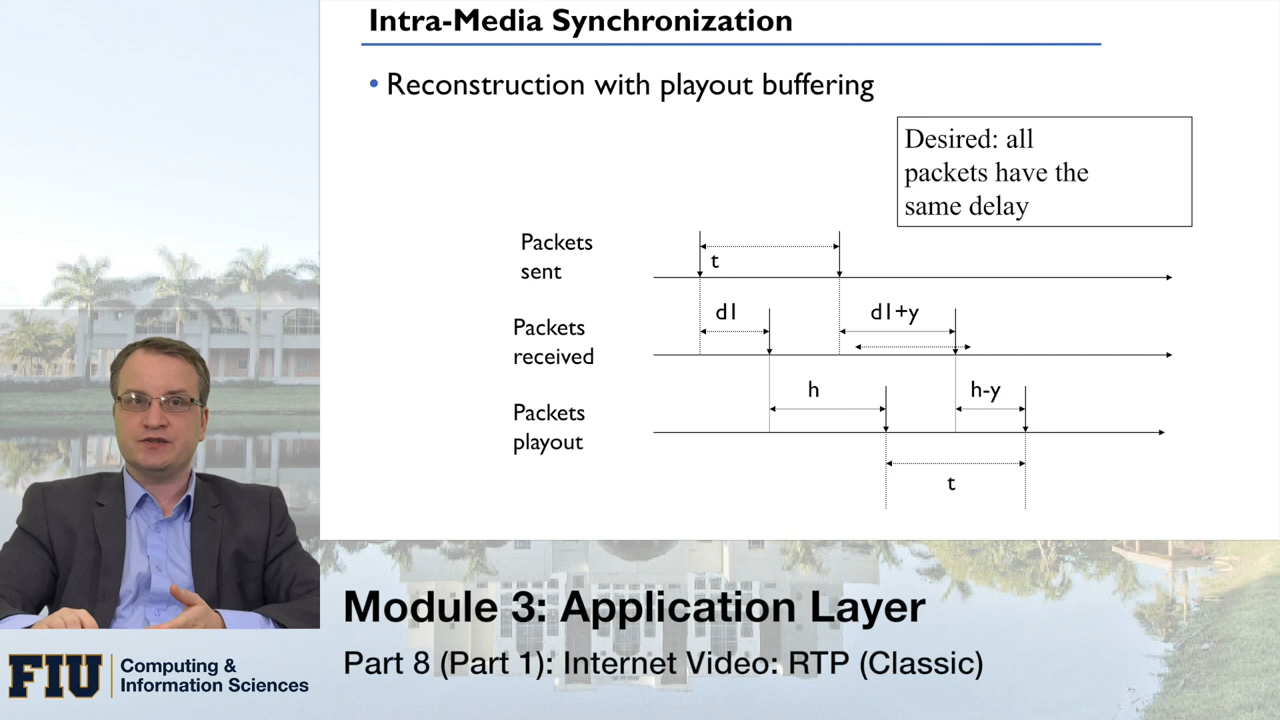 Intra-Media Synchronization
• Reconstruction with playout buffering
Desired: all
packets have the
same delay
Packets
sent
t
Packets
received
d1
d1+y
Packets
playout
h
h-y
t
Module 3: Application Layer
Part 8 (Part 1): Internet Video: RTP (Classic)
FIU
Computing &
Information Sciences